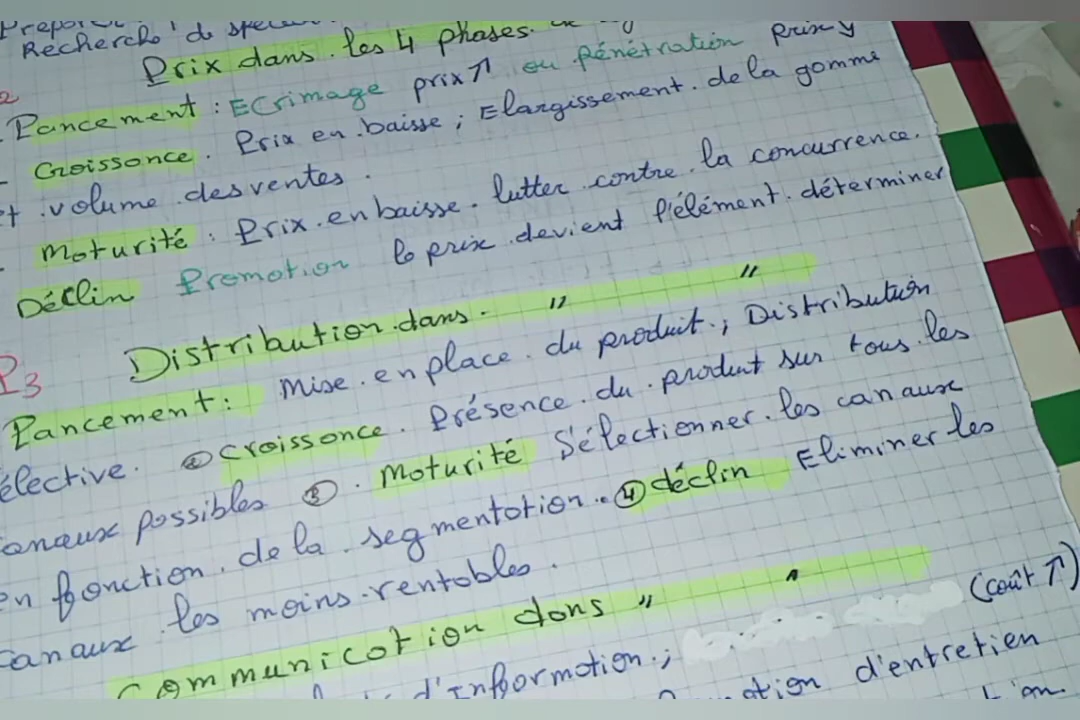 Recherche de
Prix dans les 4 phases.
Lancement : Ecrimage prix ↑ ou pénétration prix
Croissance. Prix en baisse ; Elargissement de la gamme
et volume des ventes.
Maturité : Prix en baisse. lutter contre la concurrence.
Déclin Promotion le prix devient l'élément déterminer
P3 Distribution dans. " "
Lancement : Mise en place du produit ; Distribution
élective. ② Croissance. Présence du produit sur tous les
canaux possibles ③. Maturité Sélectionner les canaux
en fonction de la segmentation. ④ déclin Eliminer les
canaux les moins rentables.
Communication dans " "
(coût ↑)
d'Information ; d'entretien